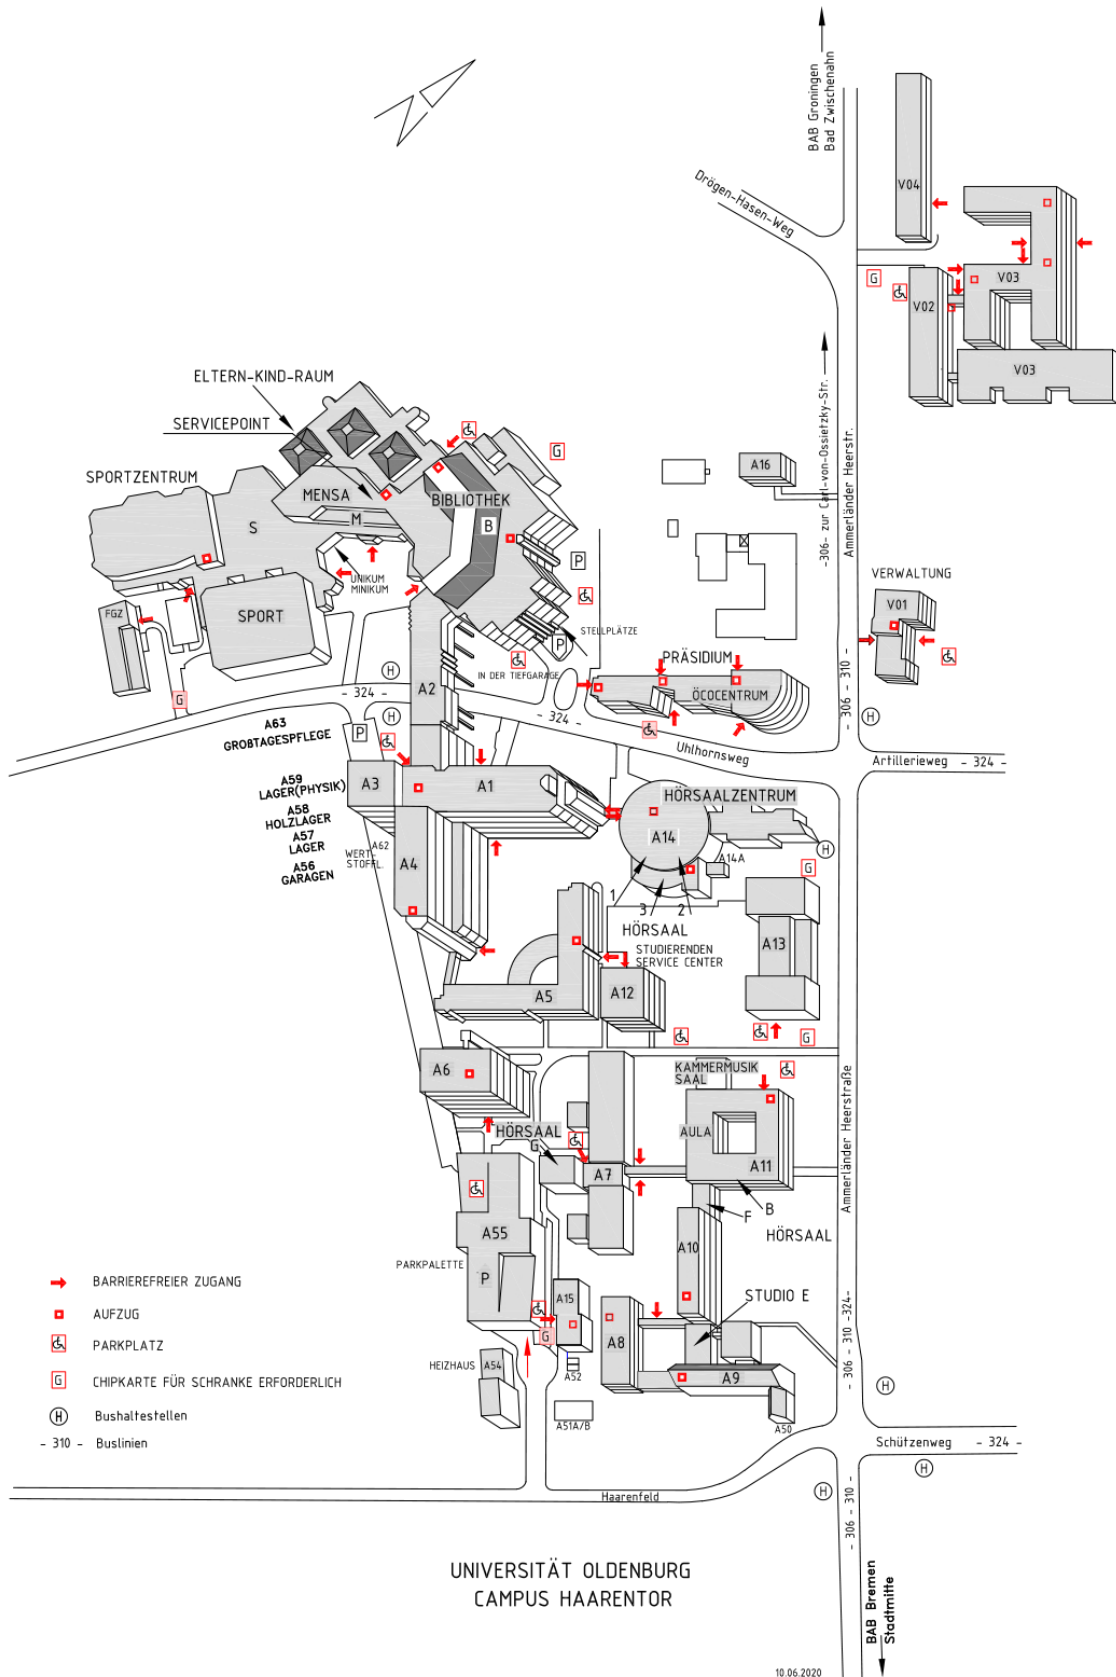 BAB Groningen
Bad Zwischenahn
Drögen-Hasen-Weg
V04
V03
G
V02
V03
-306- zur Carl-von-Ossietzky-Str.
Ammerländer Heerstr.
ELTERN-KIND-RAUM
SERVICEPOINT
G
A16
SPORTZENTRUM
MENSA
BIBLIOTHEK
M
S
B
P
UNIKUM
MINIKUM
VERWALTUNG
V01
FGZ
SPORT
STELLPLÄTZE
P
PRÄSIDIUM
IN DER TIEFGARAGE
ÖCOCENTRUM
H
A2
- 324 -
G
- 324 -
- 306 - 310 -
H
H
A63
GROßTAGESPFLEGE
P
Uhlhornsweg
Artillerieweg - 324 -
A59
LAGER(PHYSIK)
A3
A1
HÖRSAALZENTRUM
A58
HOLZLAGER
A57
LAGER
A62
WERT-
STOFFL.
A56
GARAGEN
A4
A14
H
A14A
G
1
3
2
HÖRSAAL
STUDIERENDEN
SERVICE CENTER
A13
A5
A12
G
A6
KAMMERMUSIK
SAAL
Ammerländer Heerstraße
HÖRSAAL
G
AULA
A11
A7
B
F
HÖRSAAL
A55
A10
PARKPALETTE
P
BARRIEREFREIER ZUGANG
AUFZUG
PARKPLATZ
G CHIPKARTE FÜR SCHRANKE ERFORDERLICH
H Bushaltestellen
- 310 - Buslinien
A15
STUDIO E
G
A8
- 306 - 310 -324-
HEIZHAUS
A54
A52
A9
H
A51A/B
A50
Schützenweg - 324 -
H
Haarenfeld
H
- 306 - 310 -
UNIVERSITÄT OLDENBURG
CAMPUS HAARENTOR
BAB Bremen
Stadtmitte
10.06.2020